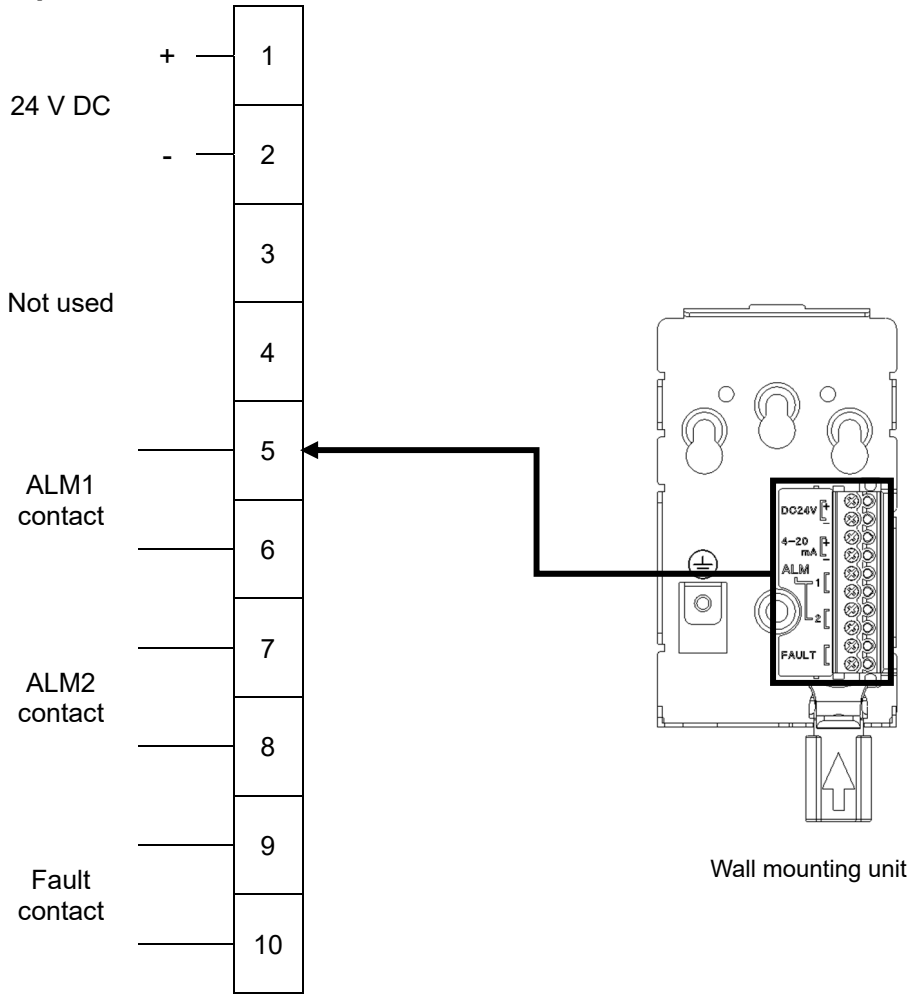 +
1
24 V DC
-
2
3
Not used
4
5
ALM1
contact
6
7
ALM2
contact
8
9
Fault
contact
10
DC24V
+
-
4-20
mA
+
-
ALM
1
2
FAULT
Wall mounting unit